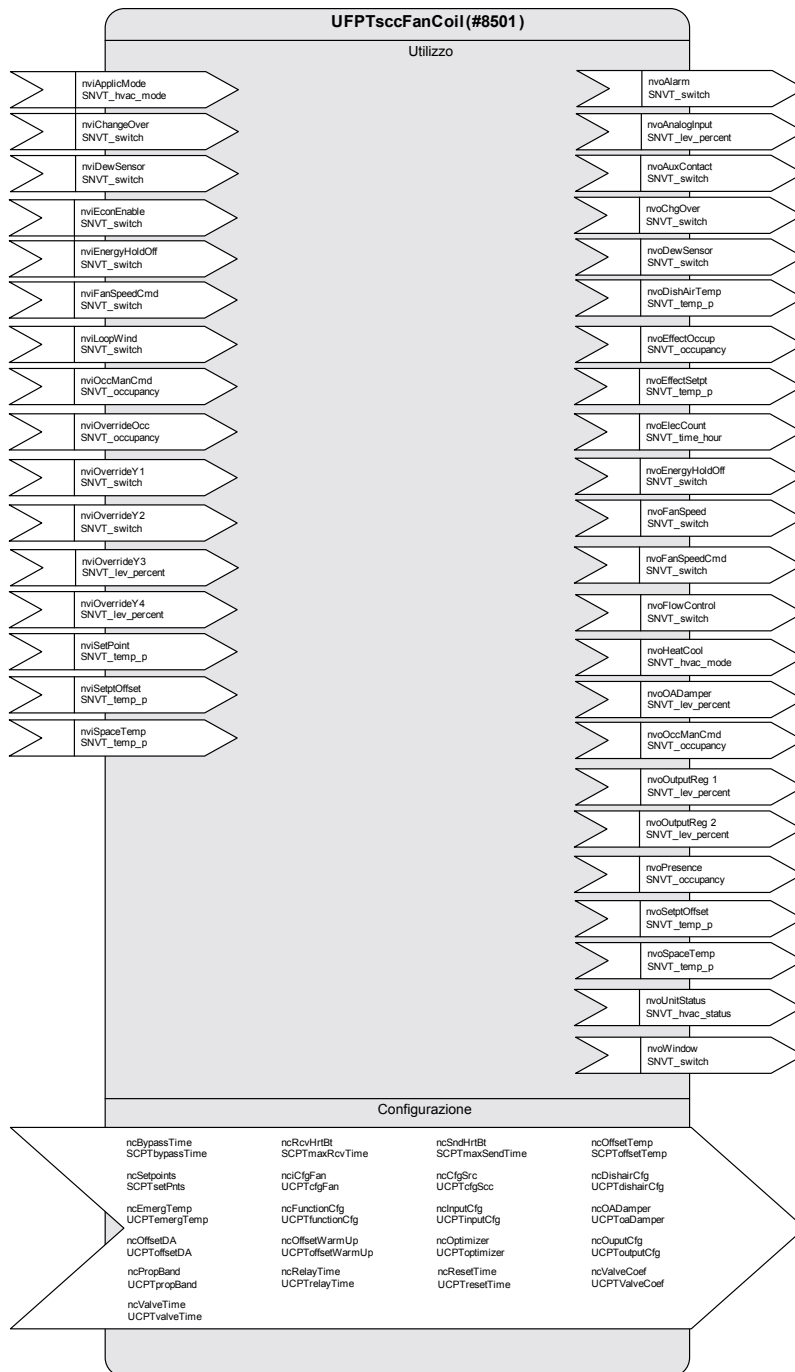 UFPTsccFanCoil(#8501)
Utilizzo
nviApplicMode
SNVT_hvac_mode
nviChangeOver
SNVT_switch
nviDewSensor
SNVT_switch
nviEconEnable
SNVT_switch
nviEnergyHoldOff
SNVT_switch
nviFanSpeedCmd
SNVT_switch
nviLoopWind
SNVT_switch
nviOccManCmd
SNVT_occupancy
nviOverrideOcc
SNVT_occupancy
nviOverrideY1
SNVT_switch
nviOverrideY2
SNVT_switch
nviOverrideY3
SNVT_lev_percent
nviOverrideY4
SNVT_lev_percent
nviSetPoint
SNVT_temp_p
nviSetptOffset
SNVT_temp_p
nviSpaceTemp
SNVT_temp_p
nvoAlarm
SNVT_switch
nvoAnalogInput
SNVT_lev_percent
nvoAuxContact
SNVT_switch
nvoChgOver
SNVT_switch
nvoDewSensor
SNVT_switch
nvoDishAirTemp
SNVT_temp_p
nvoEffectOccup
SNVT_occupancy
nvoEffectSetpt
SNVT_temp_p
nvoElecCount
SNVT_time_hour
nvoEnergyHoldOff
SNVT_switch
nvoFanSpeed
SNVT_switch
nvoFanSpeedCmd
SNVT_switch
nvoFlowControl
SNVT_switch
nvoHeatCool
SNVT_hvac_mode
nvoOADamper
SNVT_lev_percent
nvoOccManCmd
SNVT_occupancy
nvoOutputReg 1
SNVT_lev_percent
nvoOutputReg 2
SNVT_lev_percent
nvoPresence
SNVT_occupancy
nvoSetptOffset
SNVT_temp_p
nvoSpaceTemp
SNVT_temp_p
nvoUnitStatus
SNVT_hvac_status
nvoWindow
SNVT_switch
Configurazione
ncBypassTime ncRcvHrtBt ncSndHrtBt ncOffsetTemp
SCPTbypassTime SCPTmaxRcvTime SCPTmaxSendTime SCPToffsetTemp
ncSetpoints nciCfgFan ncCfgSrc ncDishairCfg
SCPTsetPnts UCPTcfgFan UCPTcfgScc UCPTdishairCfg
ncEmergTemp ncFunctionCfg ncInputCfg ncOADamper
UCPTemergTemp UCPTfunctionCfg UCPTinputCfg UCPToaDamper
ncOffsetDA ncOffsetWarmUp ncOptimizer ncOuputCfg
UCPToffsetDA UCPToffsetWarmUp UCPToptimizer UCPToutputCfg
ncPropBand ncRelayTime ncResetTime ncValveCoef
UCPTpropBand UCPTrelayTime UCPTresetTime UCPTValveCoef
ncValveTime
UCPTvalveTime